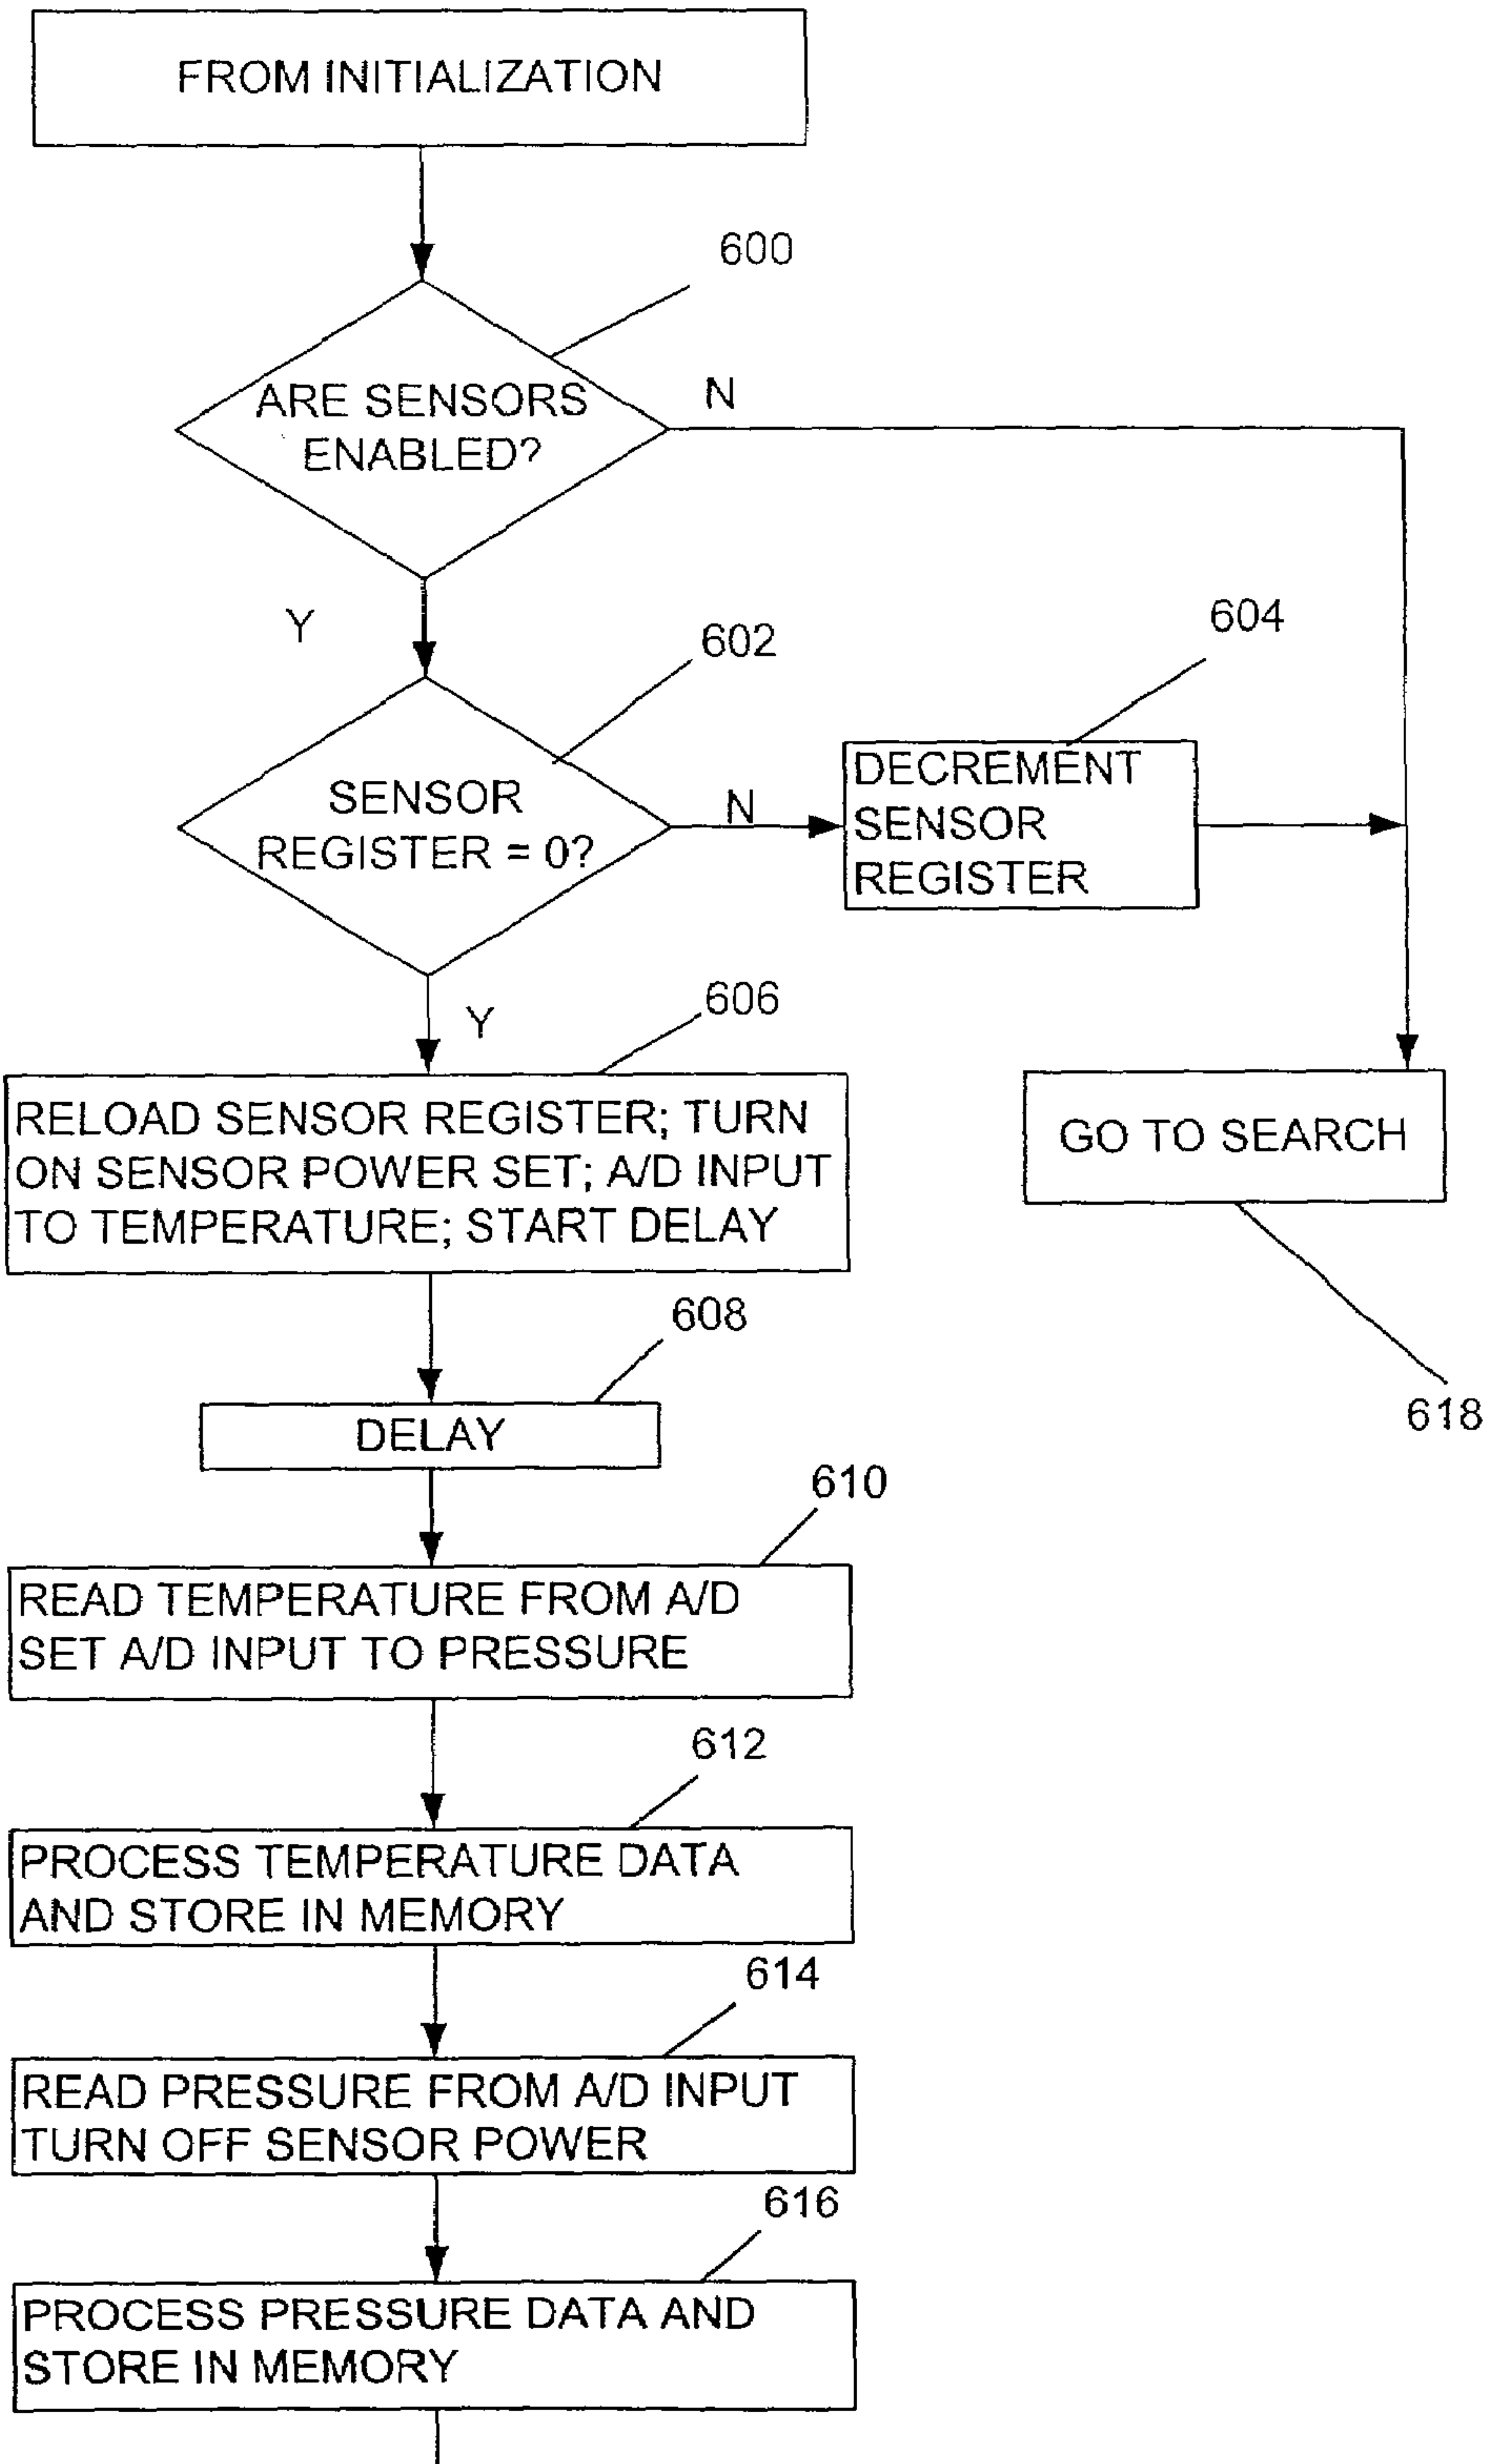 FROM INITIALIZATION
600
ARE SENSORS
ENABLED?
N
Y
602
604
SENSOR
REGISTER = 0?
N
DECREMENT
SENSOR
REGISTER
Y
606
RELOAD SENSOR REGISTER; TURN
ON SENSOR POWER SET; A/D INPUT
TO TEMPERATURE; START DELAY
GO TO SEARCH
618
608
DELAY
610
READ TEMPERATURE FROM A/D
SET A/D INPUT TO PRESSURE
612
PROCESS TEMPERATURE DATA
AND STORE IN MEMORY
614
READ PRESSURE FROM A/D INPUT
TURN OFF SENSOR POWER
616
PROCESS PRESSURE DATA AND
STORE IN MEMORY